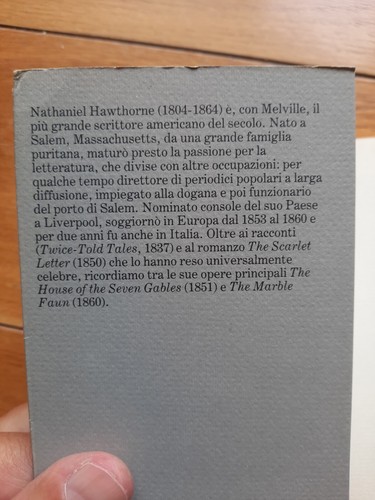 Nathaniel Hawthorne (1804-1864) è, con Melville, il
più grande scrittore americano del secolo. Nato a
Salem, Massachusetts, da una grande famiglia
puritana, maturò presto la passione per la
letteratura, che divise con altre occupazioni: per
qualche tempo direttore di periodici popolari a larga
diffusione, impiegato alla dogana e poi funzionario
del porto di Salem. Nominato console del suo Paese
a Liverpool, soggiornò in Europa dal 1853 al 1860 e
per due anni fu anche in Italia. Oltre ai racconti
(Twice-Told Tales, 1837) e al romanzo The Scarlet
Letter (1850) che lo hanno reso universalmente
celebre, ricordiamo tra le sue opere principali The
House of the Seven Gables (1851) e The Marble
Faun (1860).